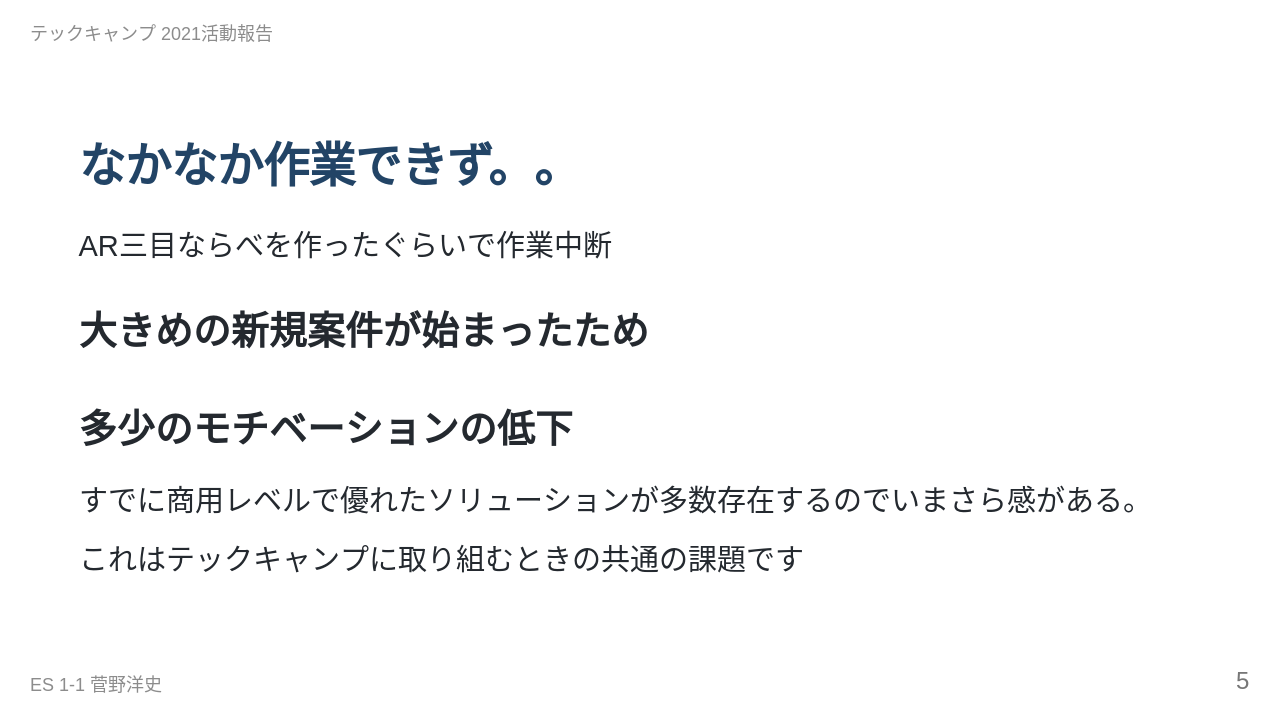 テックキャンプ 2021活動報告
なかなか作業できず。。
AR三目ならべを作ったぐらいで作業中断
大きめの新規案件が始まったため
多少のモチベーションの低下
すでに商用レベルで優れたソリューションが多数存在するのでいまさら感がある。
これはテックキャンプに取り組むときの共通の課題です
ES 1-1 菅野洋史
5